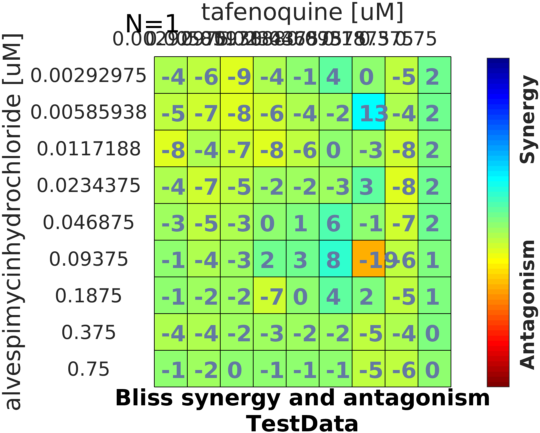 tafenoquine [uM]
N=1
alvespimycinhydrochloride [uM]
0.00292975 -4 -6 -9 -4 -1 4 0 -5 2
0.00585938 -5 -7 -8 -6 -4 -2 13 -4 2
0.0117188 -8 -4 -7 -8 -6 0 -3 -8 2
0.0234375 -4 -7 -5 -2 -2 -3 3 -8 2
0.046875 -3 -5 -3 0 1 6 -1 -7 2
0.09375 -1 -4 -3 2 3 8 -19 -6 1
0.1875 -1 -2 -2 -7 0 4 2 -5 1
0.375 -4 -4 -2 -3 -2 -2 -5 -4 0
0.75 -1 -2 0 -1 -1 -1 -5 -6 0
Synergy
Antagonism
Bliss synergy and antagonism
TestData